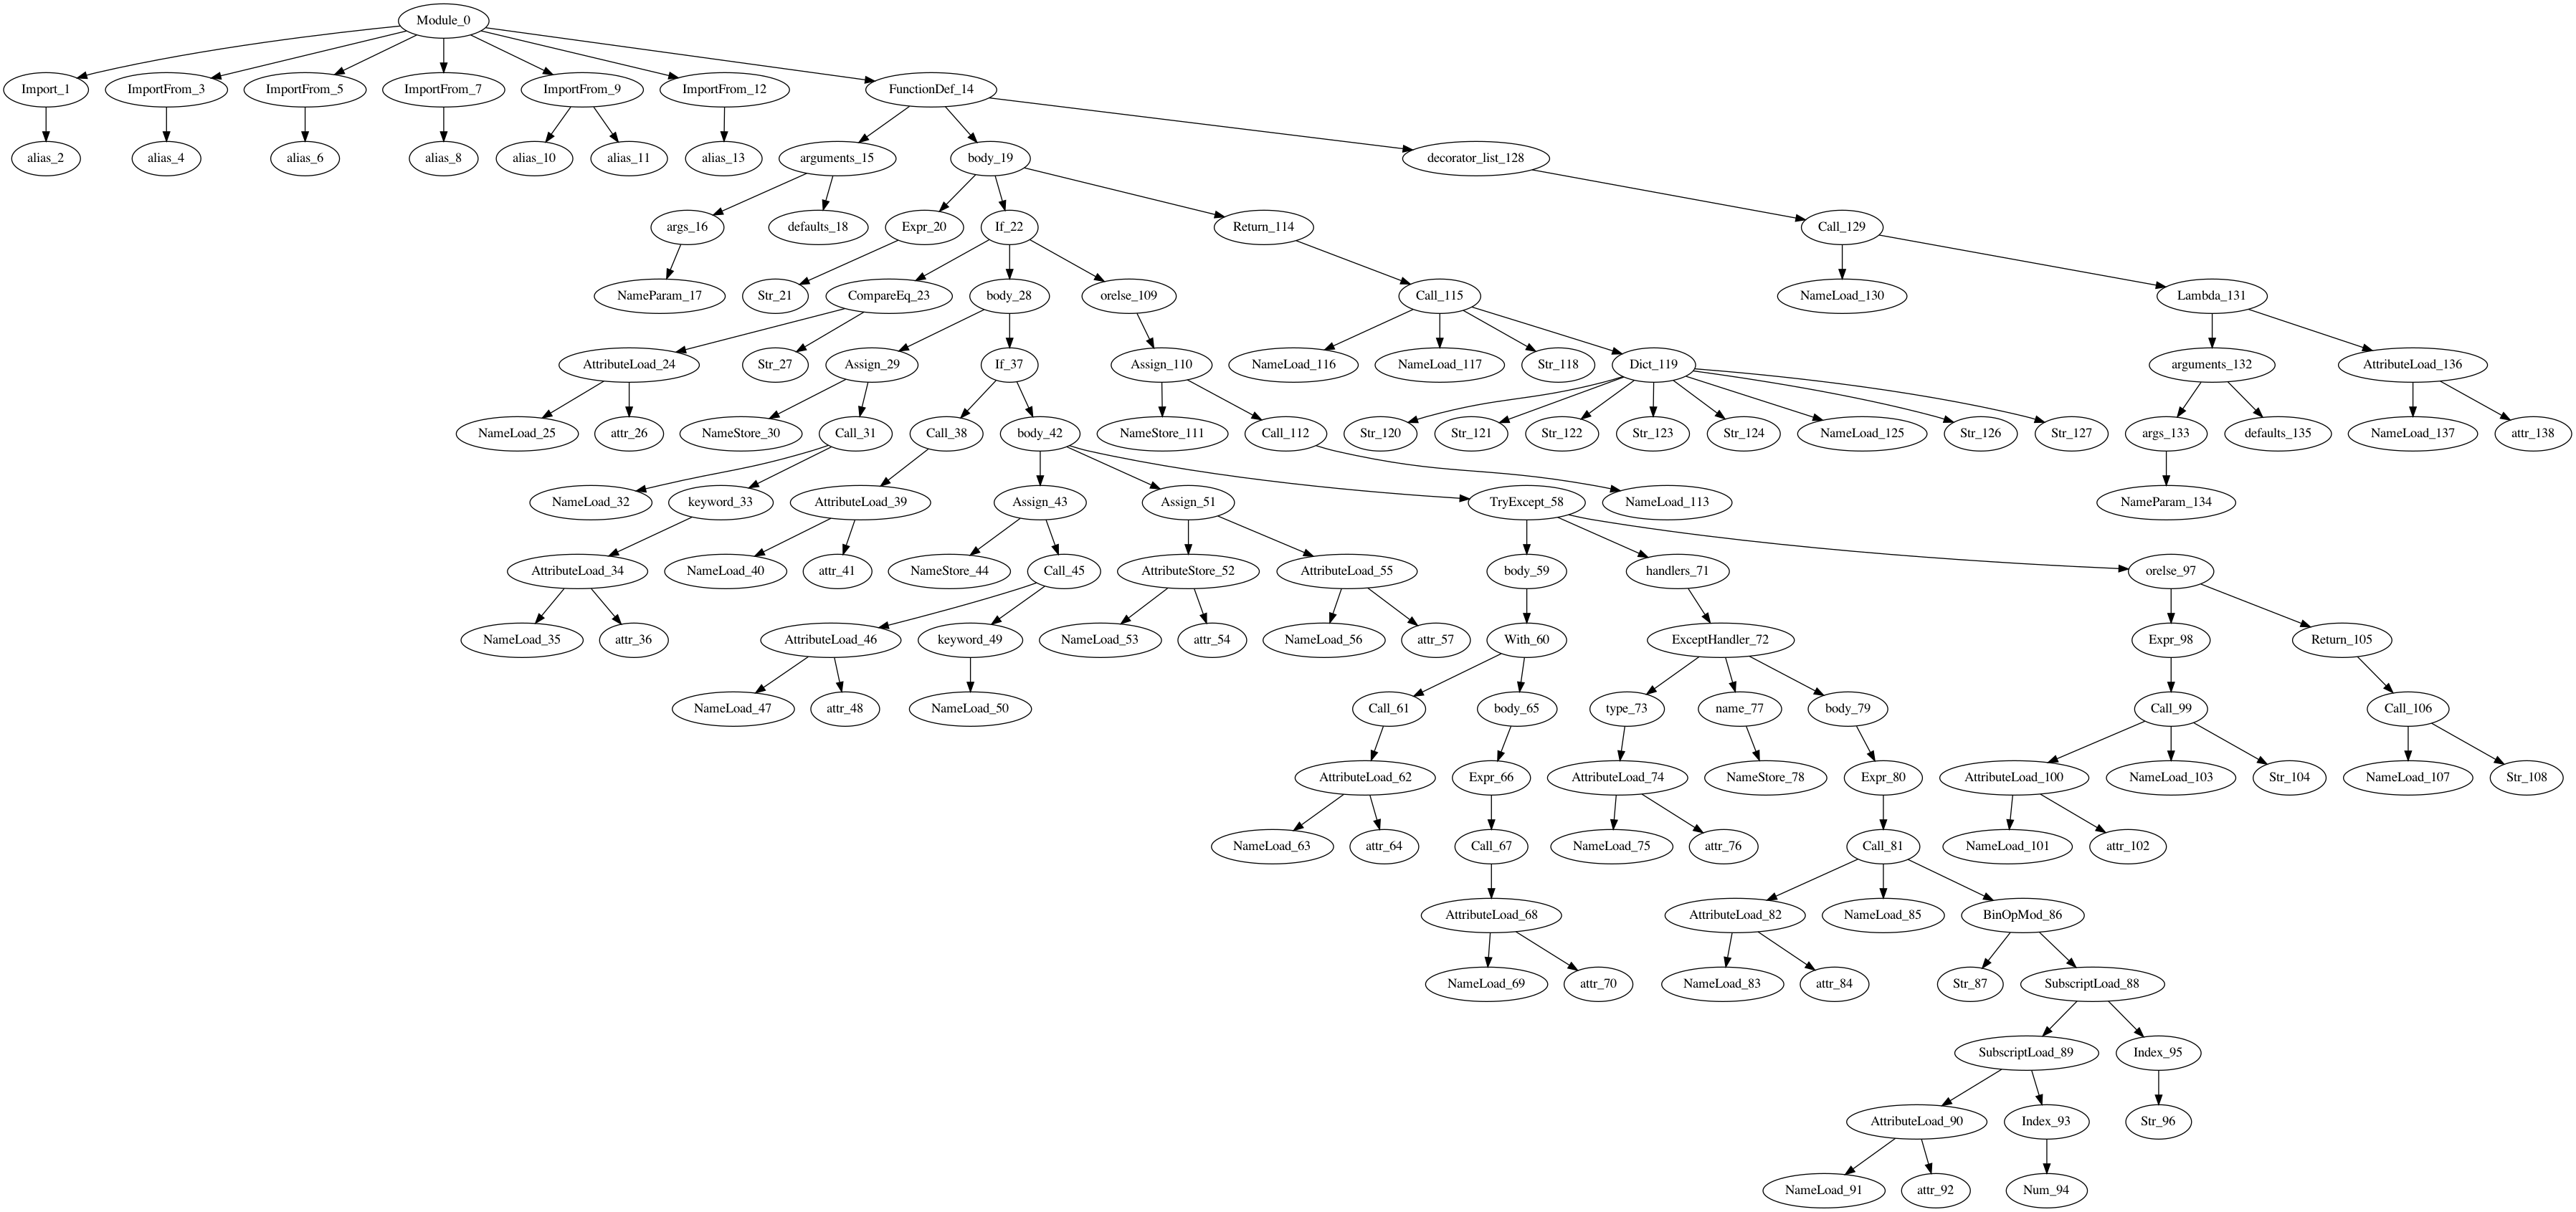 Module_0
Import_1 ImportFrom_3 ImportFrom_5 ImportFrom_7 ImportFrom_9 ImportFrom_12 FunctionDef_14
alias_2 alias_4 alias_6 alias_8 alias_10 alias_11 alias_13 arguments_15 body_19 decorator_list_128
args_16 defaults_18 Expr_20 If_22 Return_114 Call_129
NameParam_17 Str_21 CompareEq_23 body_28 orelse_109 Call_115 NameLoad_130 Lambda_131
AttributeLoad_24 Str_27 Assign_29 If_37 Assign_110 NameLoad_116 NameLoad_117 Str_118 Dict_119 arguments_132 AttributeLoad_136
NameLoad_25 attr_26 NameStore_30 Call_31 Call_38 body_42 NameStore_111 Call_112 Str_120 Str_121 Str_122 Str_123 Str_124 NameLoad_125 Str_126 Str_127 args_133 defaults_135 NameLoad_137 attr_138
NameLoad_32 keyword_33 AttributeLoad_39 Assign_43 Assign_51 TryExcept_58 NameLoad_113 NameParam_134
AttributeLoad_34 NameLoad_40 attr_41 NameStore_44 Call_45 AttributeStore_52 AttributeLoad_55 body_59 handlers_71 orelse_97
NameLoad_35 attr_36 AttributeLoad_46 keyword_49 NameLoad_53 attr_54 NameLoad_56 attr_57 With_60 ExceptHandler_72 Expr_98 Return_105
NameLoad_47 attr_48 NameLoad_50 Call_61 body_65 type_73 name_77 body_79 Call_99 Call_106
AttributeLoad_62 Expr_66 AttributeLoad_74 NameStore_78 Expr_80 AttributeLoad_100 NameLoad_103 Str_104 NameLoad_107 Str_108
NameLoad_63 attr_64 Call_67 NameLoad_75 attr_76 Call_81 NameLoad_101 attr_102
AttributeLoad_68 AttributeLoad_82 NameLoad_85 BinOpMod_86
NameLoad_69 attr_70 NameLoad_83 attr_84 Str_87 SubscriptLoad_88
SubscriptLoad_89 Index_95
AttributeLoad_90 Index_93 Str_96
NameLoad_91 attr_92 Num_94